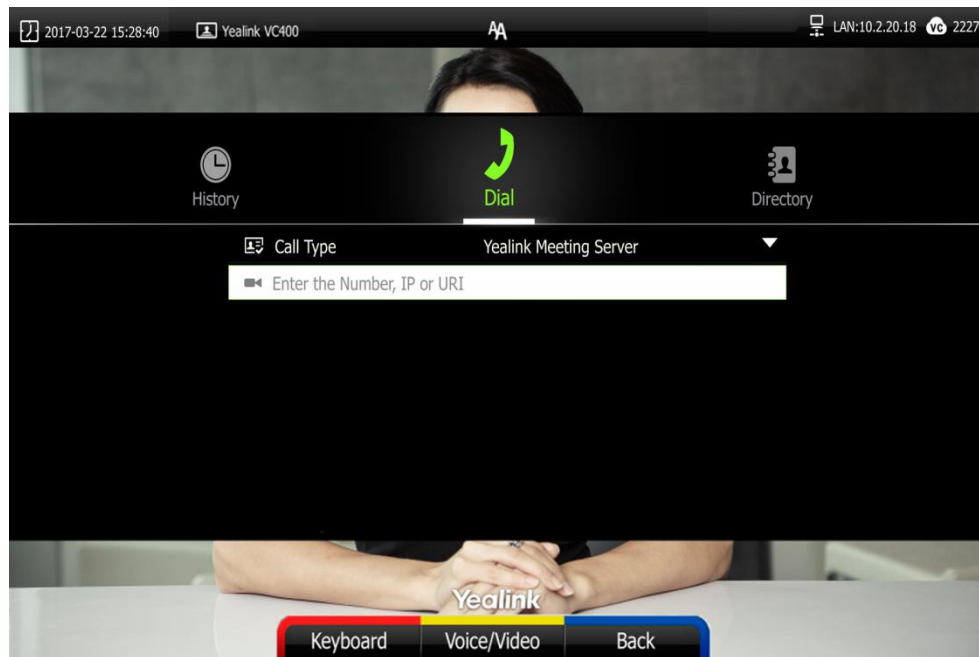 2017-03-22 15:28:40 Yealink VC400 AA LAN:10.2.20.18 VC 2227
History Dial Directory
Call Type Yealink Meeting Server
Enter the Number, IP or URI
Yealink
Keyboard Voice/Video Back